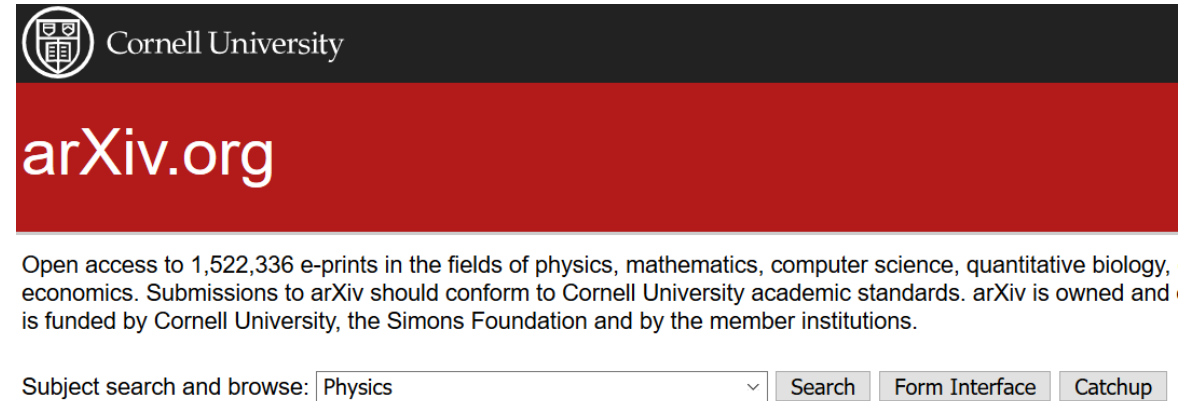 Cornell University
arXiv.org
Open access to 1,522,336 e-prints in the fields of physics, mathematics, computer science, quantitative biology,
economics. Submissions to arXiv should conform to Cornell University academic standards. arXiv is owned and
is funded by Cornell University, the Simons Foundation and by the member institutions.
Subject search and browse: Physics Search Form Interface Catchup